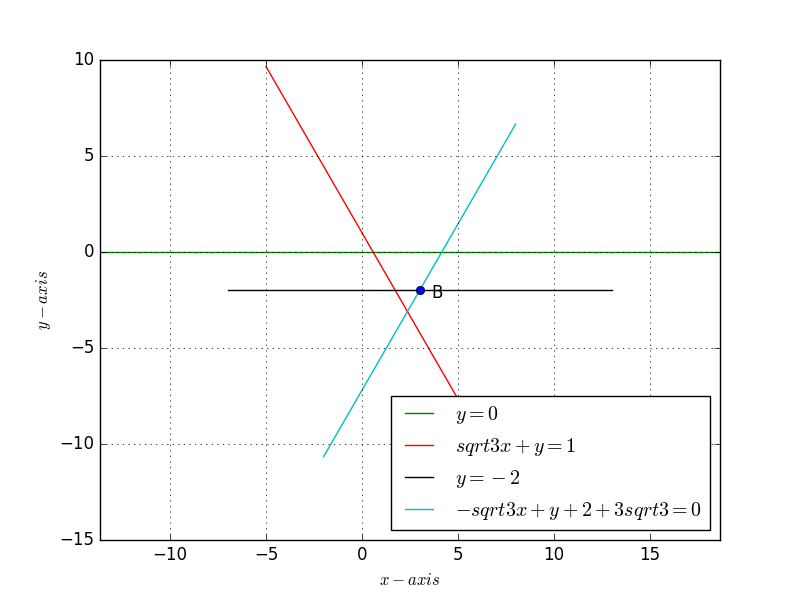 10
5
0
−5
−10
−15
−10
−5
0
5
10
15
x − axis
y − axis
B
y = 0
sqrt3x + y = 1
y = − 2
−sqrt3x + y + 2 + 3sqrt3 = 0